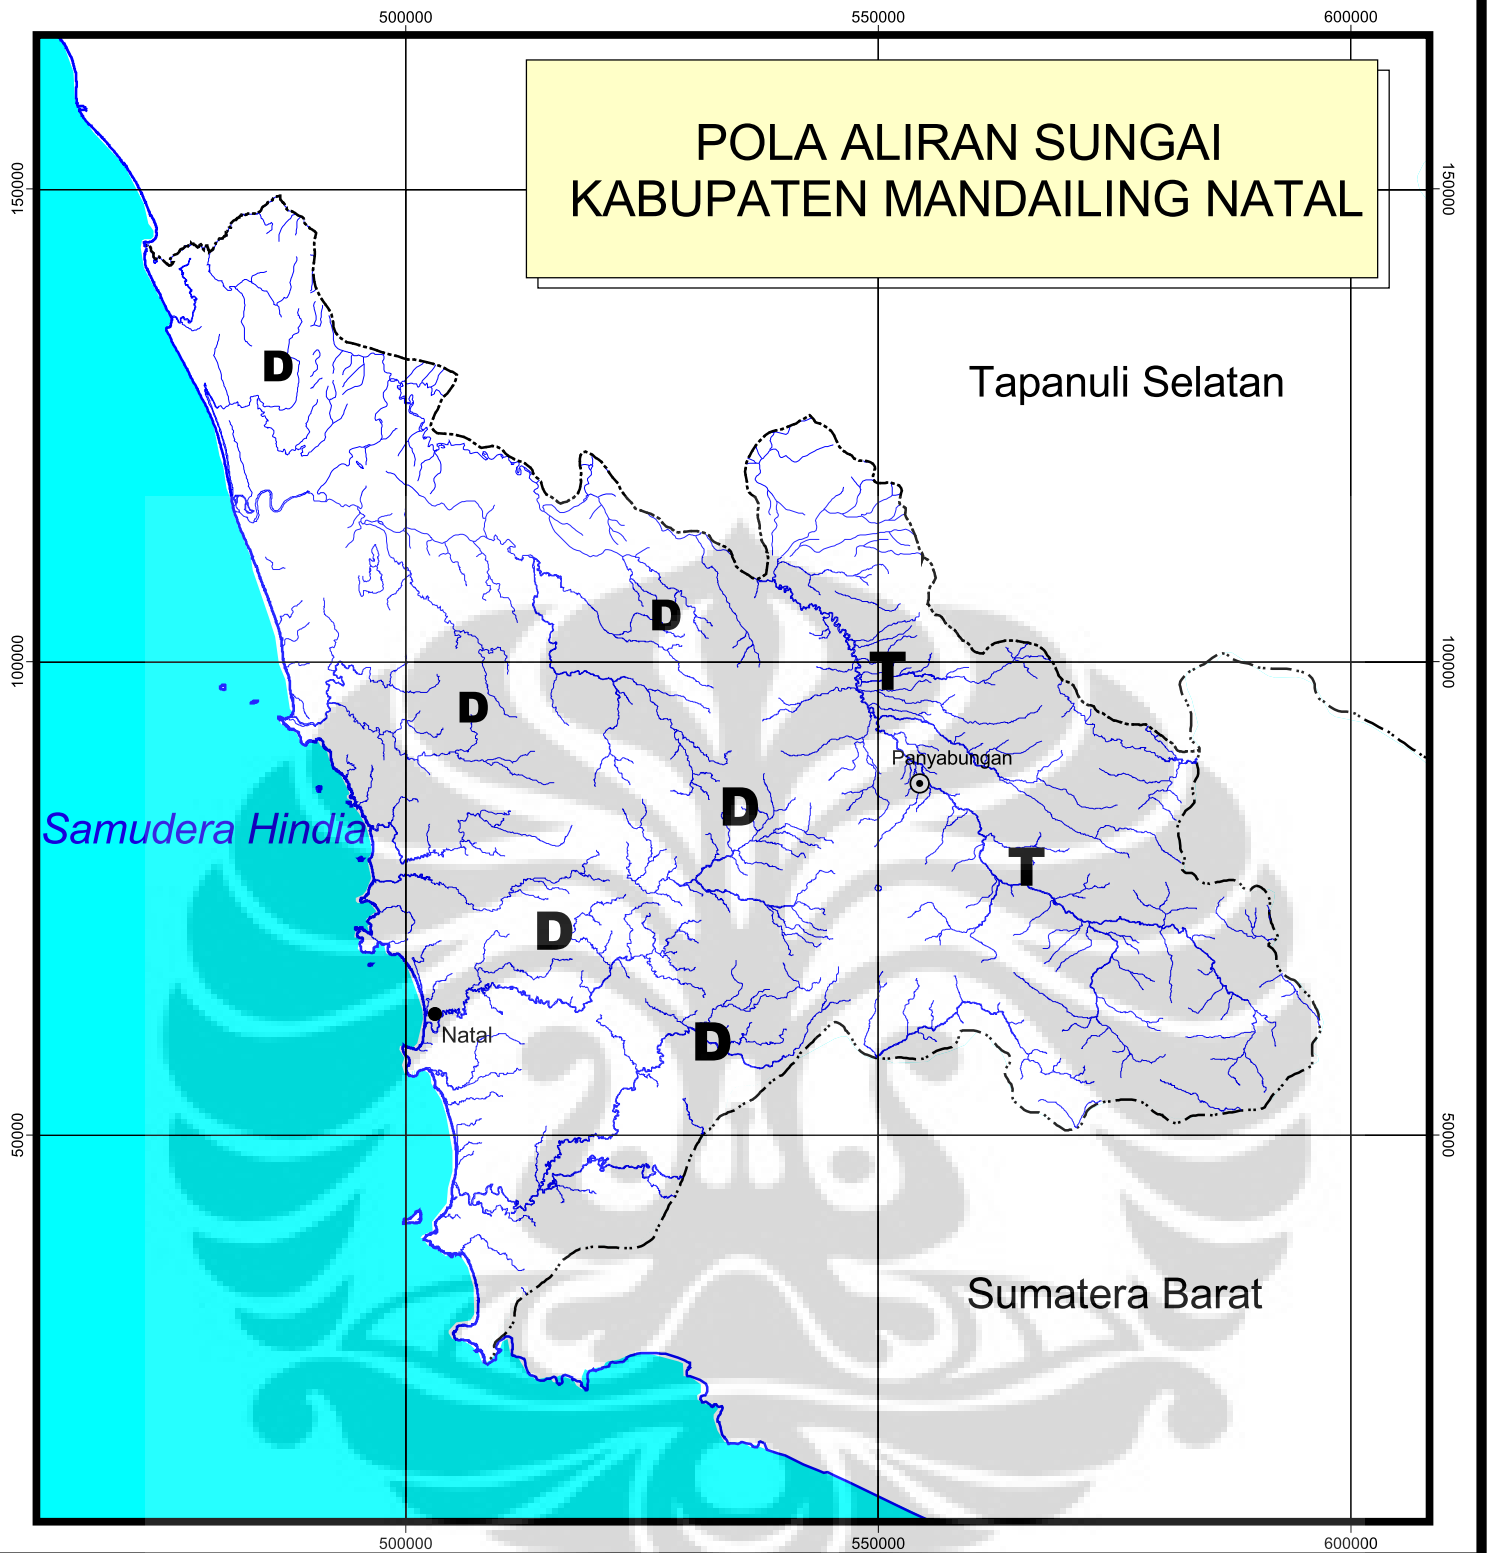 500000
550000
600000
POLA ALIRAN SUNGAI
KABUPATEN MANDAILING NATAL
150000
150000
D
Tapanuli Selatan
D
T
100000
100000
D
Panyabungan
D
Samudera Hindia
T
D
Natal
D
50000
50000
Sumatera Barat
500000
550000
600000